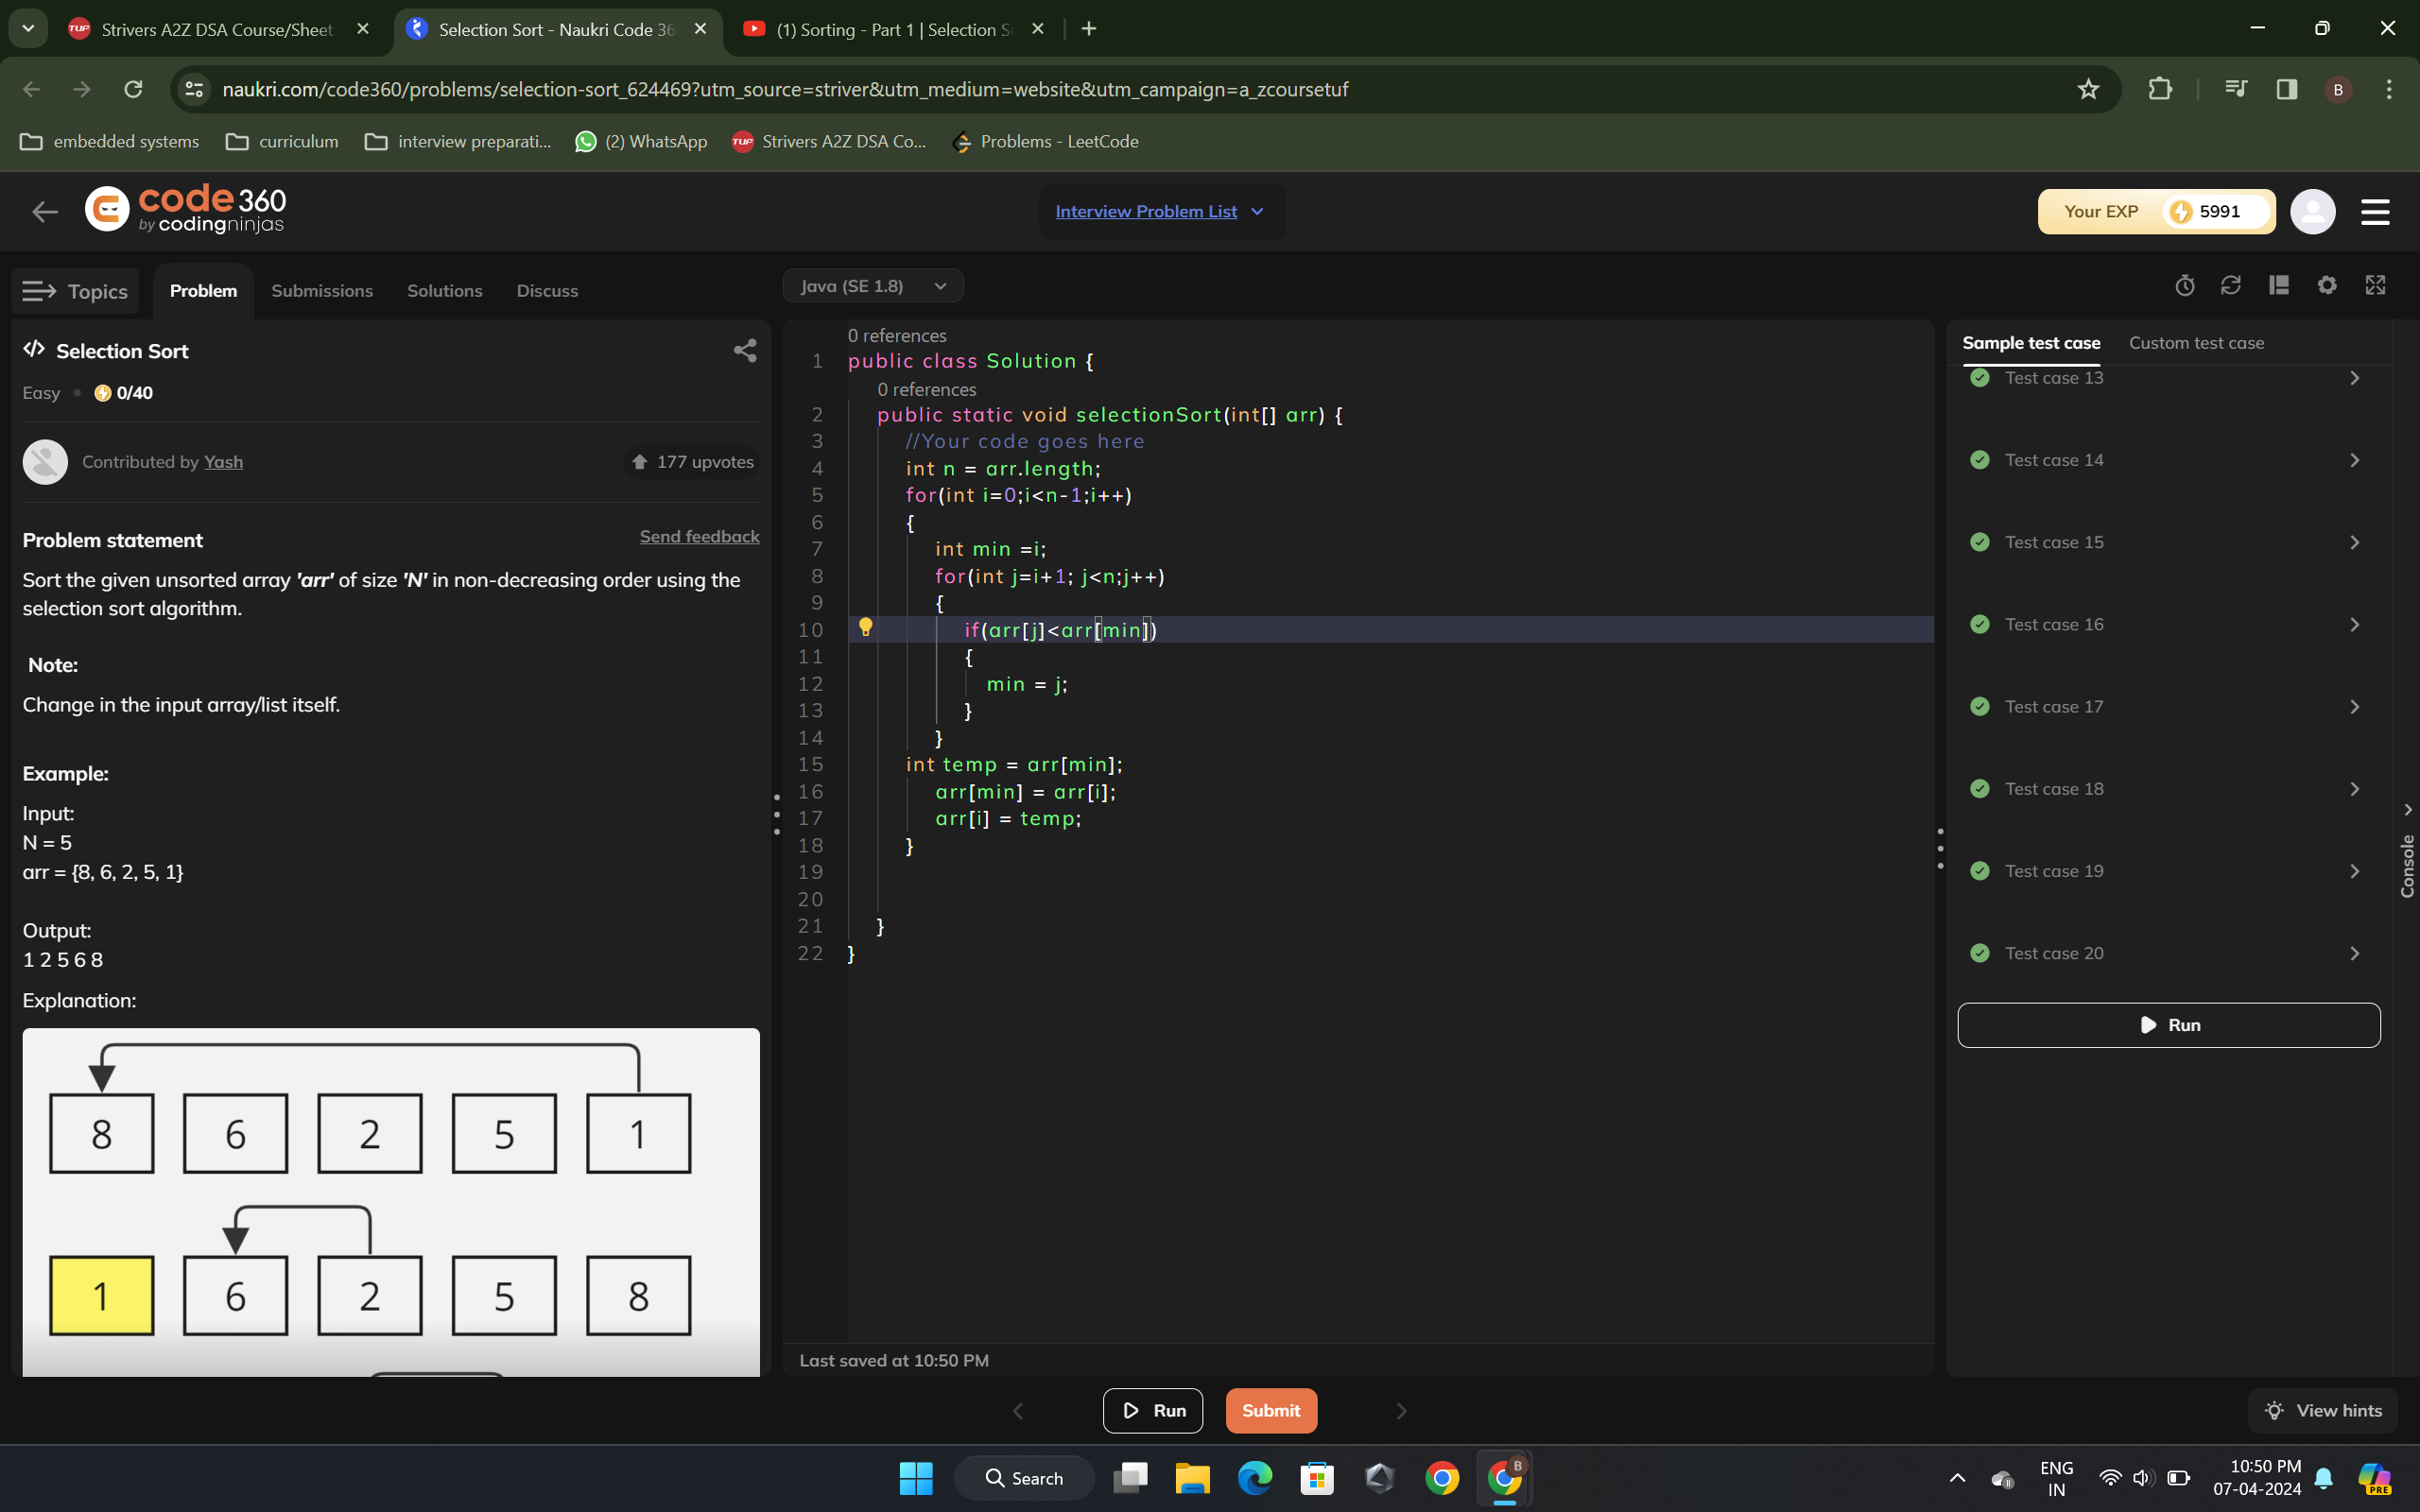 Strivers A2Z DSA Course/Sheet
Selection Sort - Naukri Code 36
(1) Sorting - Part 1 | Selection S
naukri.com/code360/problems/selection-sort_624469?utm_source=striver&utm_medium=website&utm_campaign=a_zcoursetuf
B
embedded systems
curriculum
interview preparati...
(2) WhatsApp
TUF Strivers A2Z DSA Co...
Problems - LeetCode
code 360
by codingninjas
Interview Problem List
Your EXP 5991
Topics
Problem
Submissions
Solutions
Discuss
Java (SE 1.8)
Selection Sort
Easy • 0/40
Contributed by Yash
177 upvotes
Problem statement
Send feedback
Sort the given unsorted array 'arr' of size 'N' in non-decreasing order using the
selection sort algorithm.
Note:
Change in the input array/list itself.
Example:
Input:
N = 5
arr = {8, 6, 2, 5, 1}
Output:
1 2 5 6 8
Explanation:
8 6 2 5 1
1 6 2 5 8
0 references
1 public class Solution {
0 references
2 public static void selectionSort(int[] arr) {
3 //Your code goes here
4 int n = arr.length;
5 for(int i=0;i<n-1;i++)
6 {
7 int min =i;
8 for(int j=i+1; j<n;j++)
9 {
10 if(arr[j]<arr[min])
11 {
12 min = j;
13 }
14 }
15 int temp = arr[min];
16 arr[min] = arr[i];
17 arr[i] = temp;
18 }
19
20
21 }
22 }
Last saved at 10:50 PM
Sample test case
Custom test case
Test case 13
Test case 14
Test case 15
Test case 16
Test case 17
Test case 18
Test case 19
Test case 20
Run
Console
Run
Submit
View hints
Search
B
ENG
IN
10:50 PM
07-04-2024
PRE